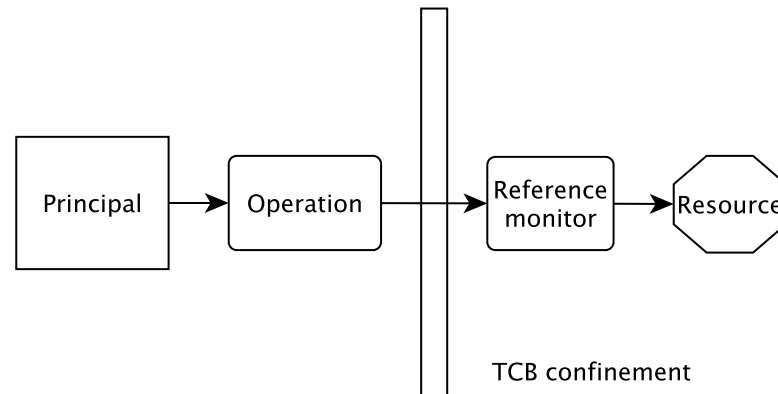 Principal
Operation
Reference
monitor
Resource
TCB confinement